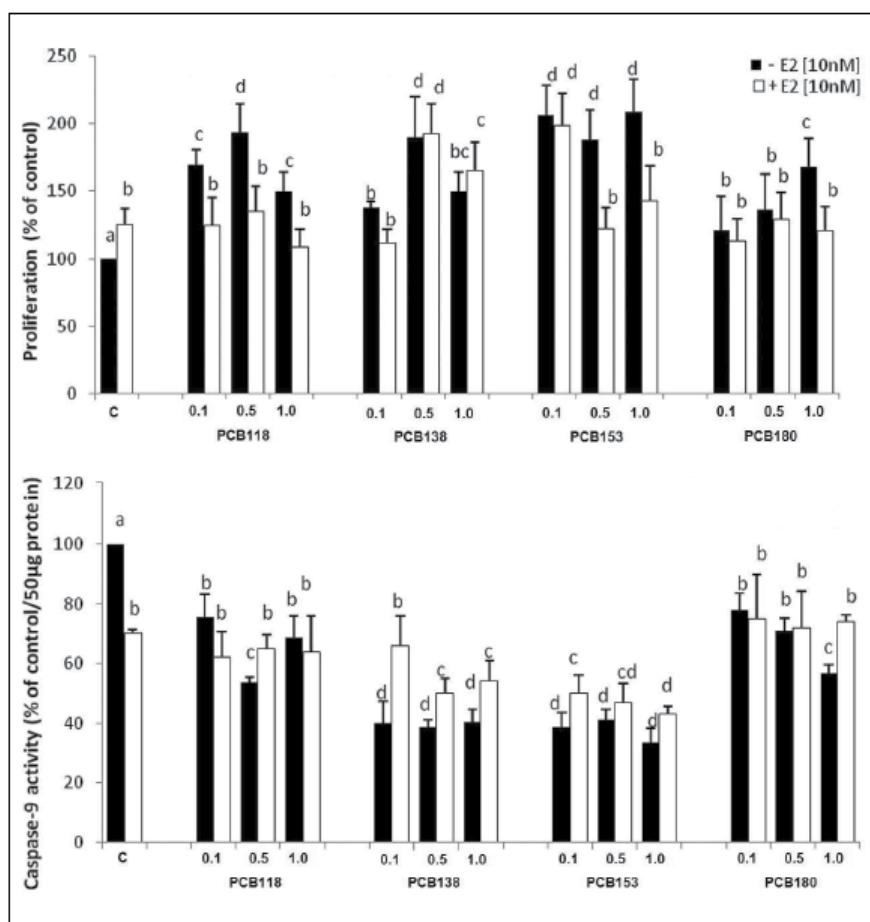 Proliferation (% of control)
250
200
150
100
50
0
- E2 [10nM]
+ E2 [10nM]
a b
c b d b c b
b b d d bc c
d d d b d b
b b b b c b
C 0.1 0.5 1.0 0.1 0.5 1.0 0.1 0.5 1.0 0.1 0.5 1.0
PCB118 PCB138 PCB153 PCB180
Caspase-9 activity (% of control/50µg protein)
120
100
80
60
40
20
0
a b
b b c b b b
d b d c d c
d c d cd d d
b b b b c b
C 0.1 0.5 1.0 0.1 0.5 1.0 0.1 0.5 1.0 0.1 0.5 1.0
PCB118 PCB138 PCB153 PCB180